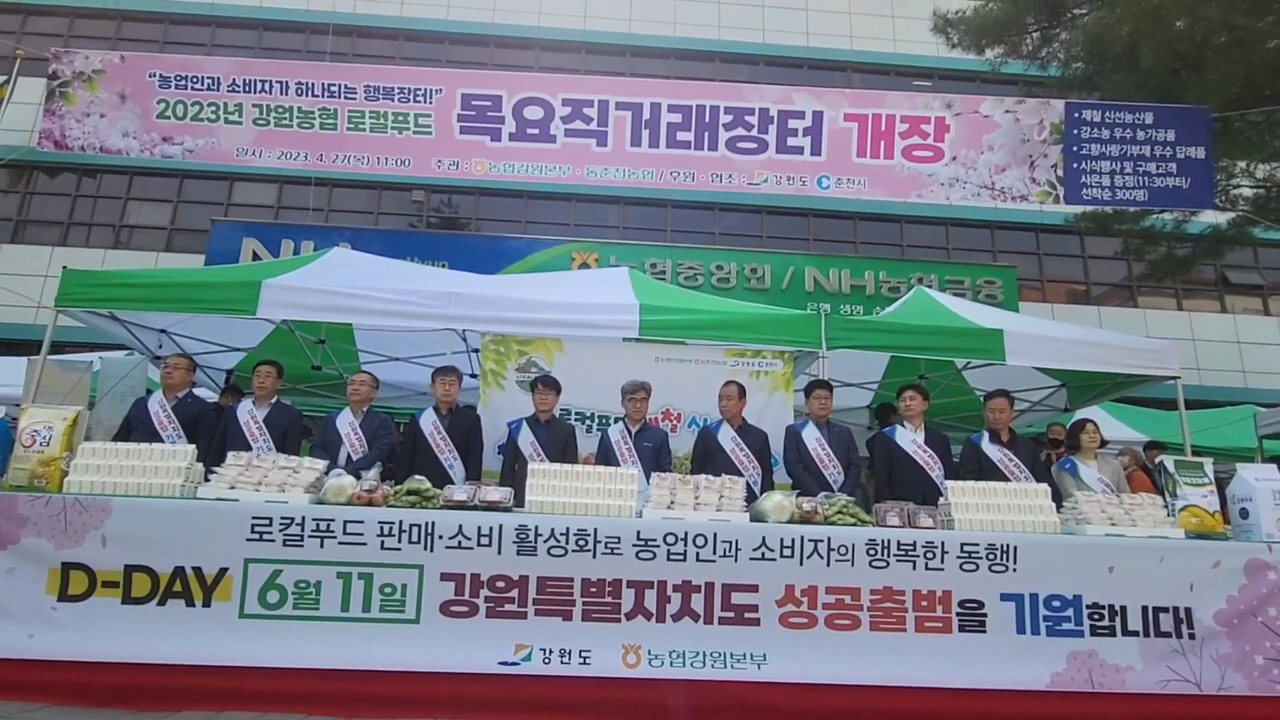 “농업인과 소비자가 하나되는 행복장터!”
2023년 강원농협 로컬푸드
목요직거래장터 개장
일시 : 2023. 4. 27(목) 11:00
주관 : 농협강원본부 · 동춘천농협 / 후원 · 협조 : 강원도 춘천시
• 제철 신선농산물
• 강소농 우수 농가공품
• 고향사랑기부제 우수 답례품
• 시식행사 및 구매고객
사은품 증정(11:30부터/
선착순 300명)
농협중앙회 / NH농협금융
은행 생명
로컬푸드 판매·소비 활성화로 농업인과 소비자의 행복한 동행!
D-DAY 6월 11일 강원특별자치도 성공출범을 기원합니다!
강원도 농협강원본부